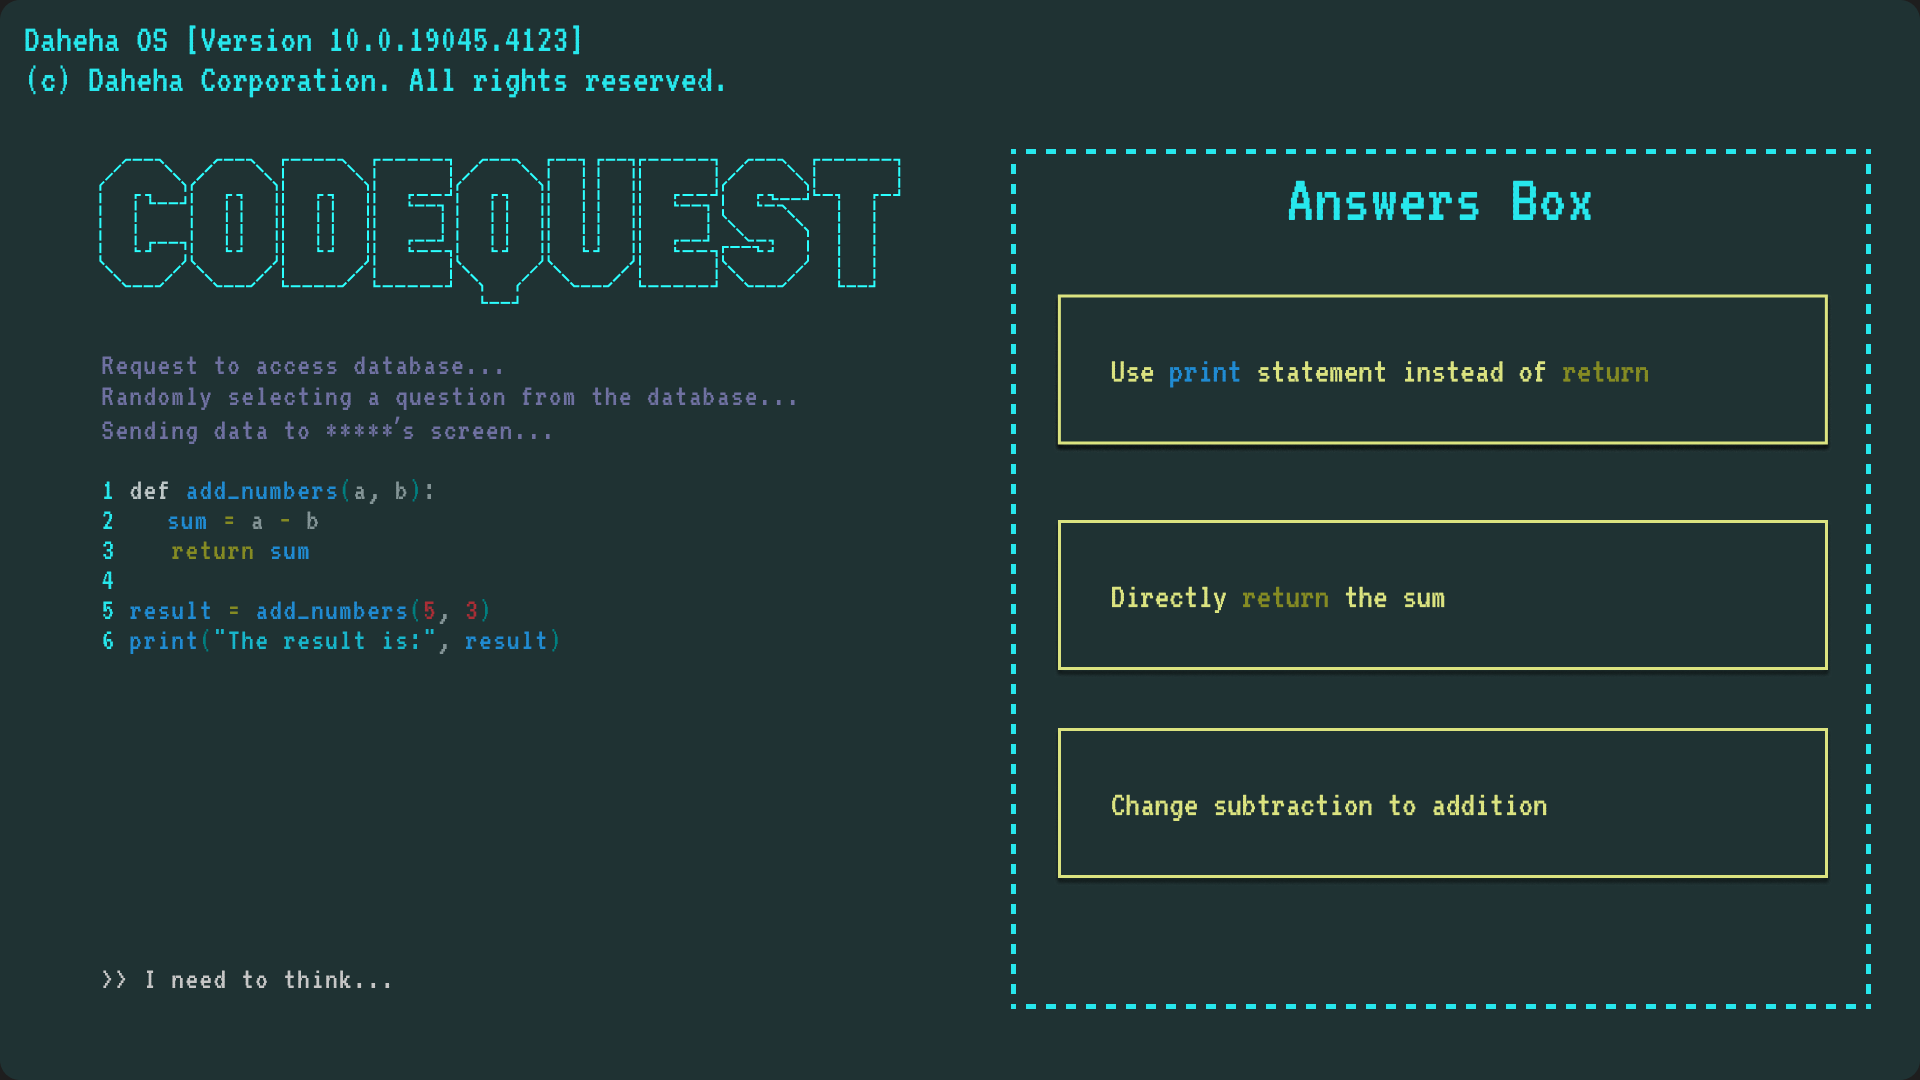 Daheha OS [Version 10.0.19045.4123]
(c) Daheha Corporation. All rights reserved.
CODEQUEST
Request to access database...
Randomly selecting a question from the database...
Sending data to *****'s screen...
1 def add_numbers(a, b):
2    sum = a - b
3    return sum
4
5 result = add_numbers(5, 3)
6 print("The result is:", result)
>> I need to think...
Answers Box
Use print statement instead of return
Directly return the sum
Change subtraction to addition